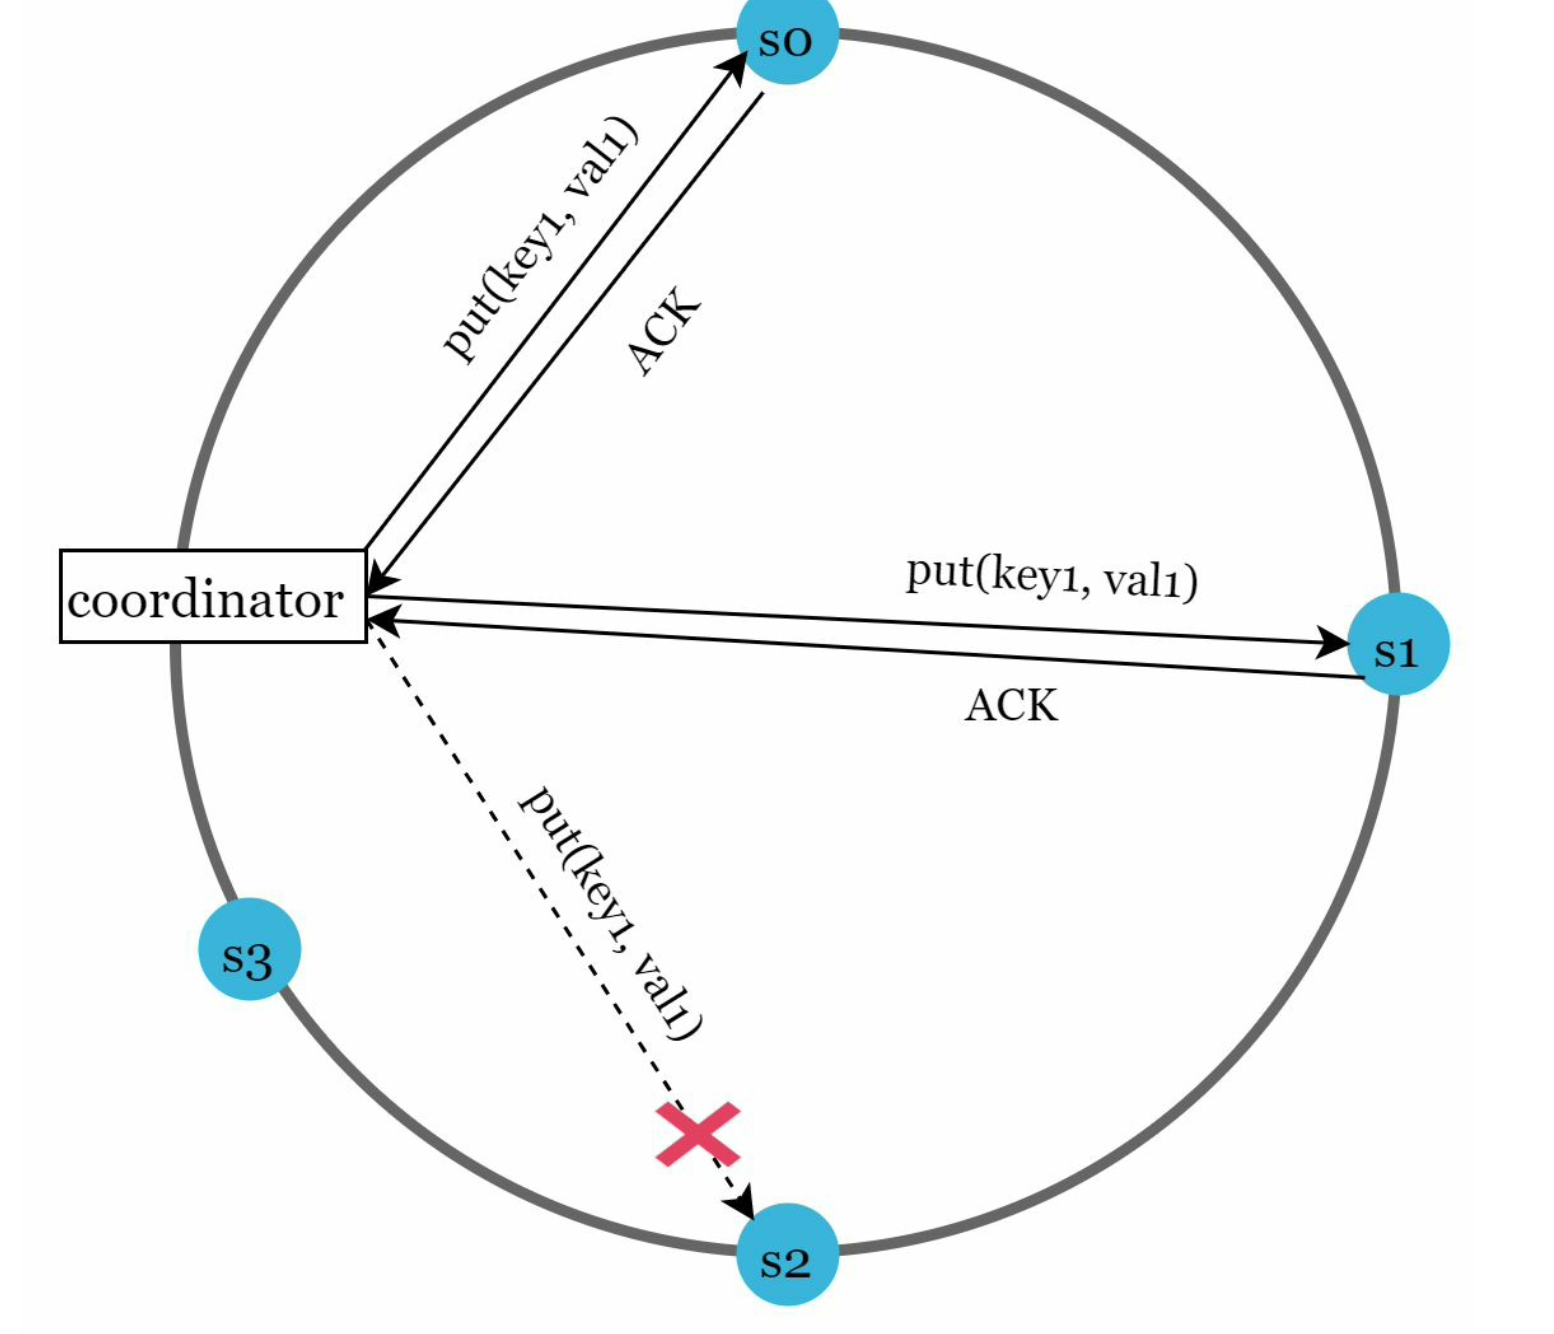 s0
put(key1, val1)
ACK
put(key1, val1)
coordinator
s1
ACK
put(key1, val1)
s3
s2